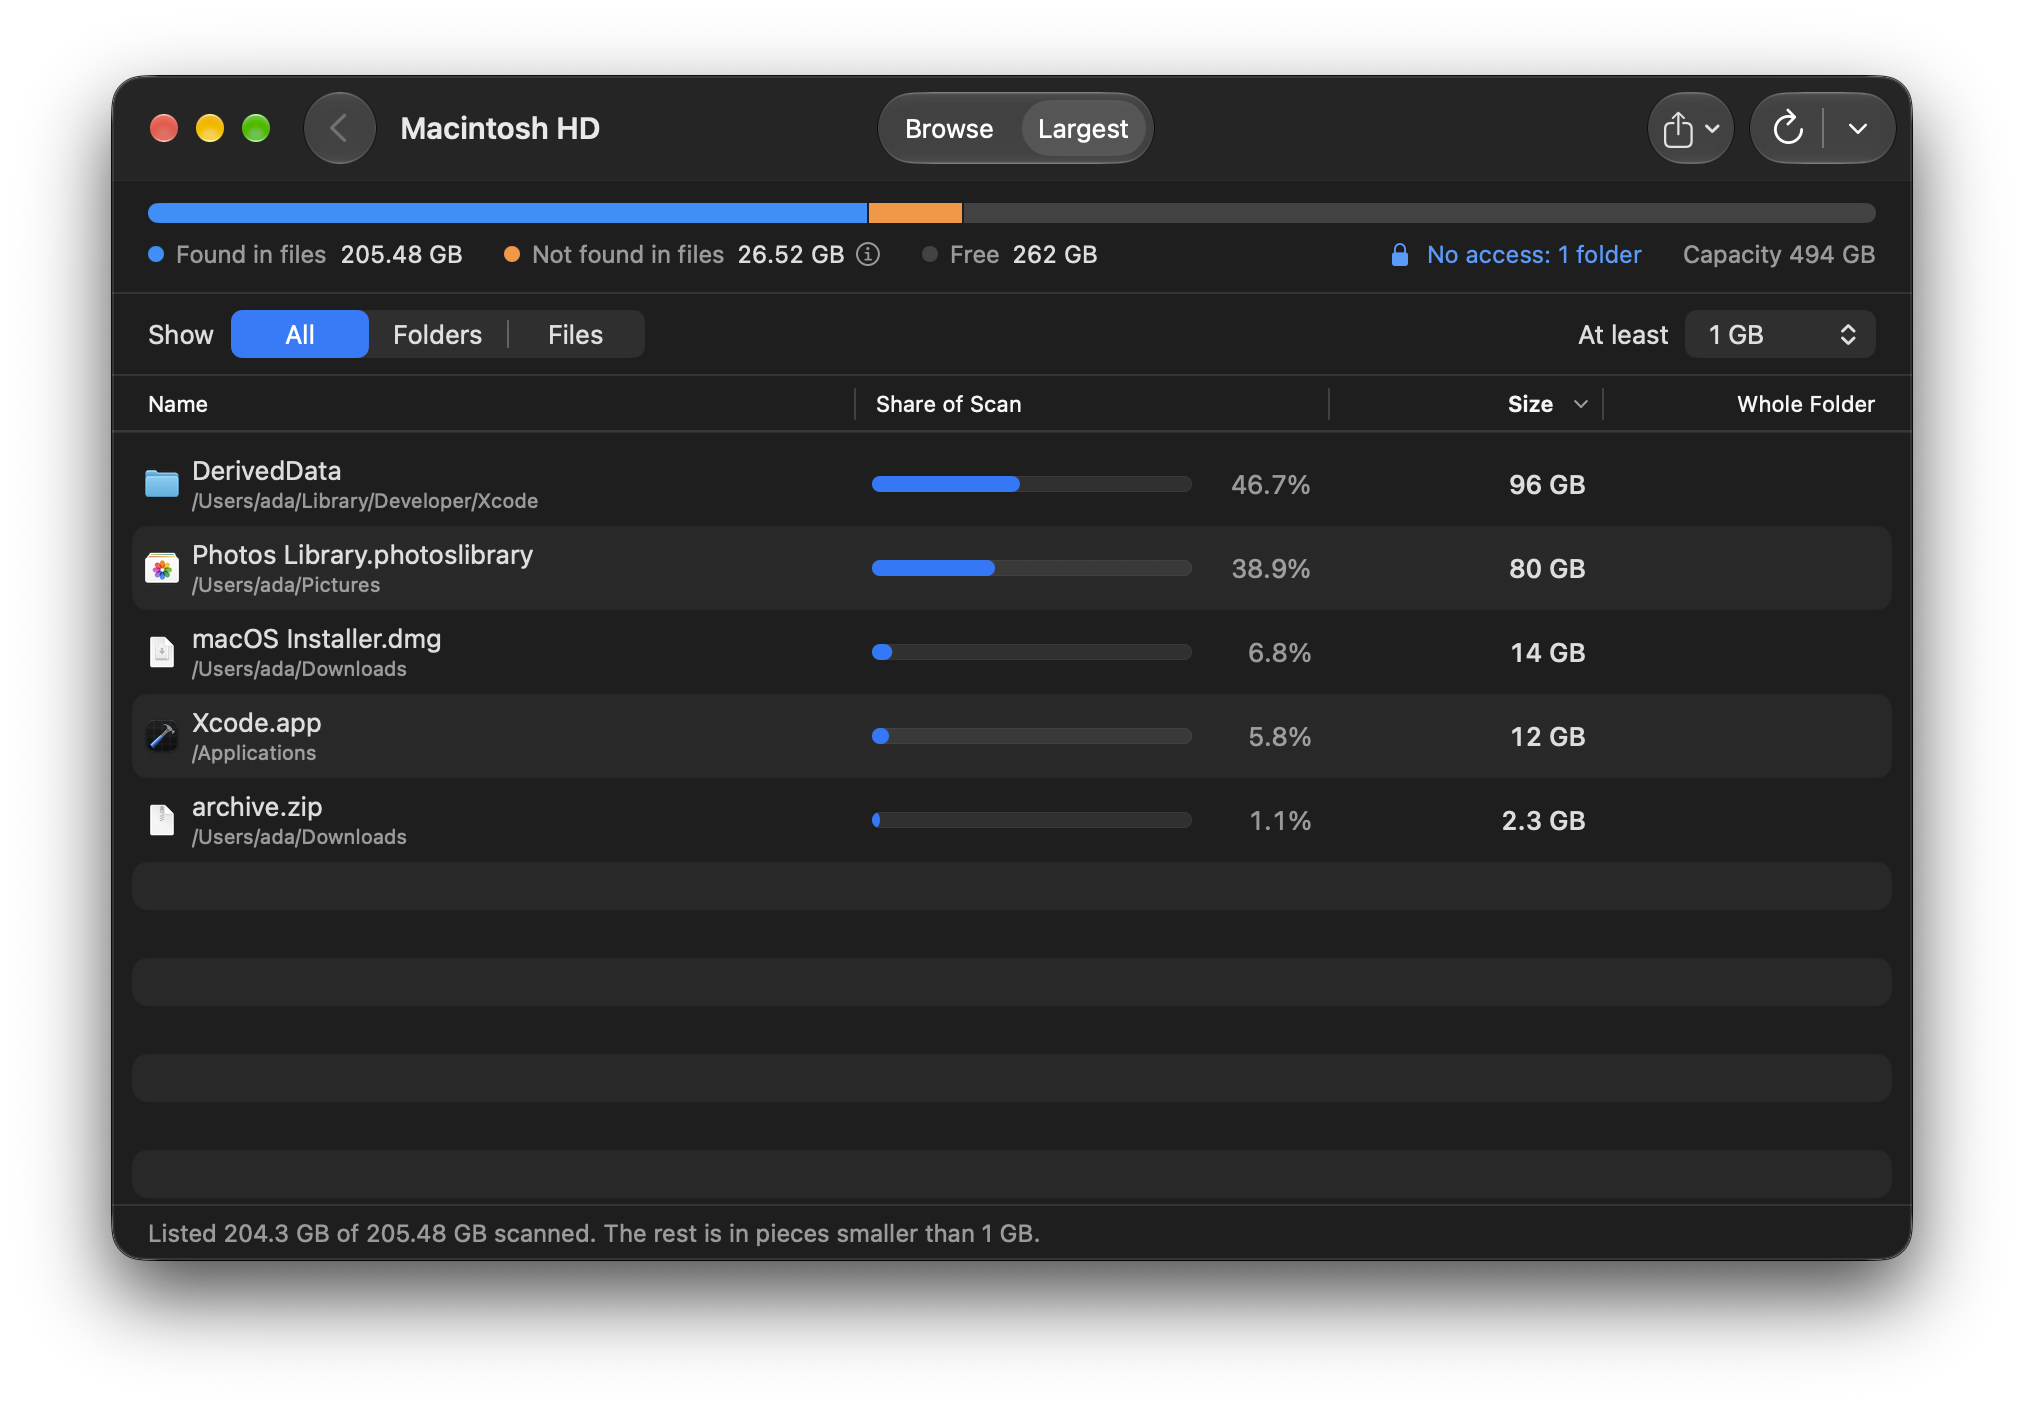 Macintosh HD
Browse
Largest
Found in files 205.48 GB
Not found in files 26.52 GB
Free 262 GB
No access: 1 folder
Capacity 494 GB
Show
All
Folders
Files
At least
1 GB
Name
Share of Scan
Size
Whole Folder
DerivedData
/Users/ada/Library/Developer/Xcode
46.7%
96 GB
Photos Library.photoslibrary
/Users/ada/Pictures
38.9%
80 GB
macOS Installer.dmg
/Users/ada/Downloads
6.8%
14 GB
Xcode.app
/Applications
5.8%
12 GB
archive.zip
/Users/ada/Downloads
1.1%
2.3 GB
Listed 204.3 GB of 205.48 GB scanned. The rest is in pieces smaller than 1 GB.